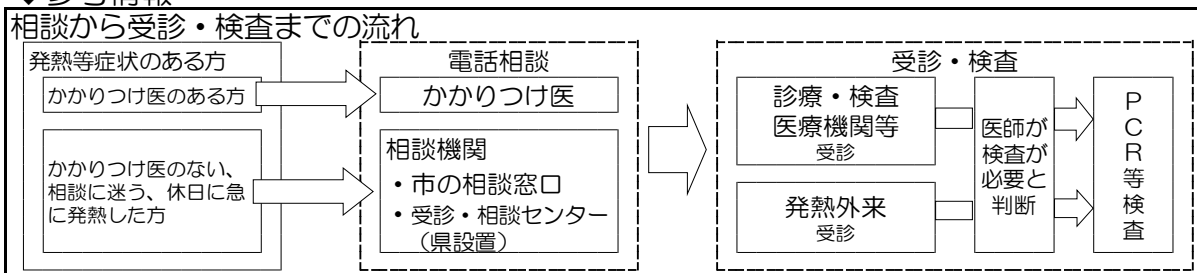 相談から受診・検査までの流れ
発熱等症状のある方
かかりつけ医のある方
かかりつけ医のない、
相談に迷う、休日に急
に発熱した方
電話相談
かかりつけ医
相談機関
・市の相談窓口
・受診・相談センター
（県設置）
受診・検査
診療・検査
医療機関等
受診
発熱外来
受診
医師が
検査が
必要と
判断
PCR等検査